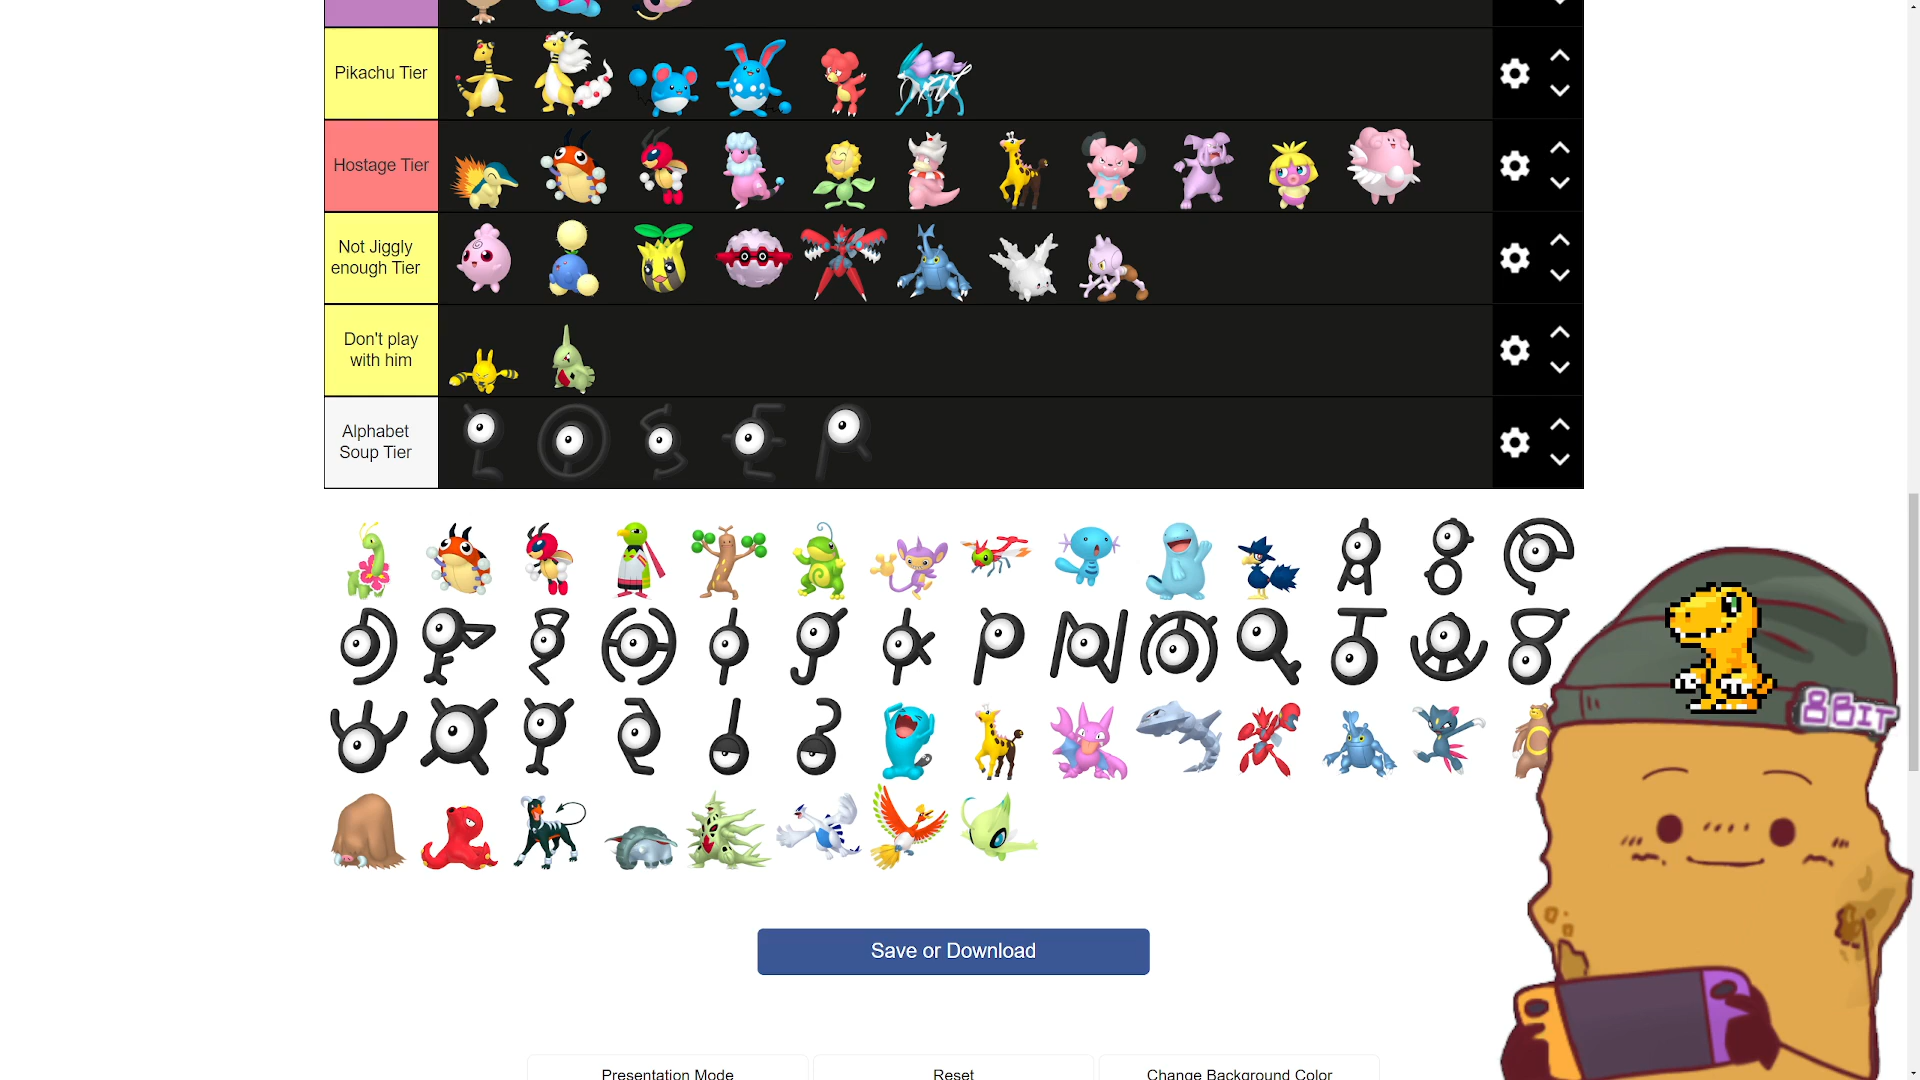 Pikachu Tier
Hostage Tier
Not Jiggly
enough Tier
Don't play
with him
Alphabet
Soup Tier
8BIT
Save or Download
Presentation Mode
Reset
Change Background Color